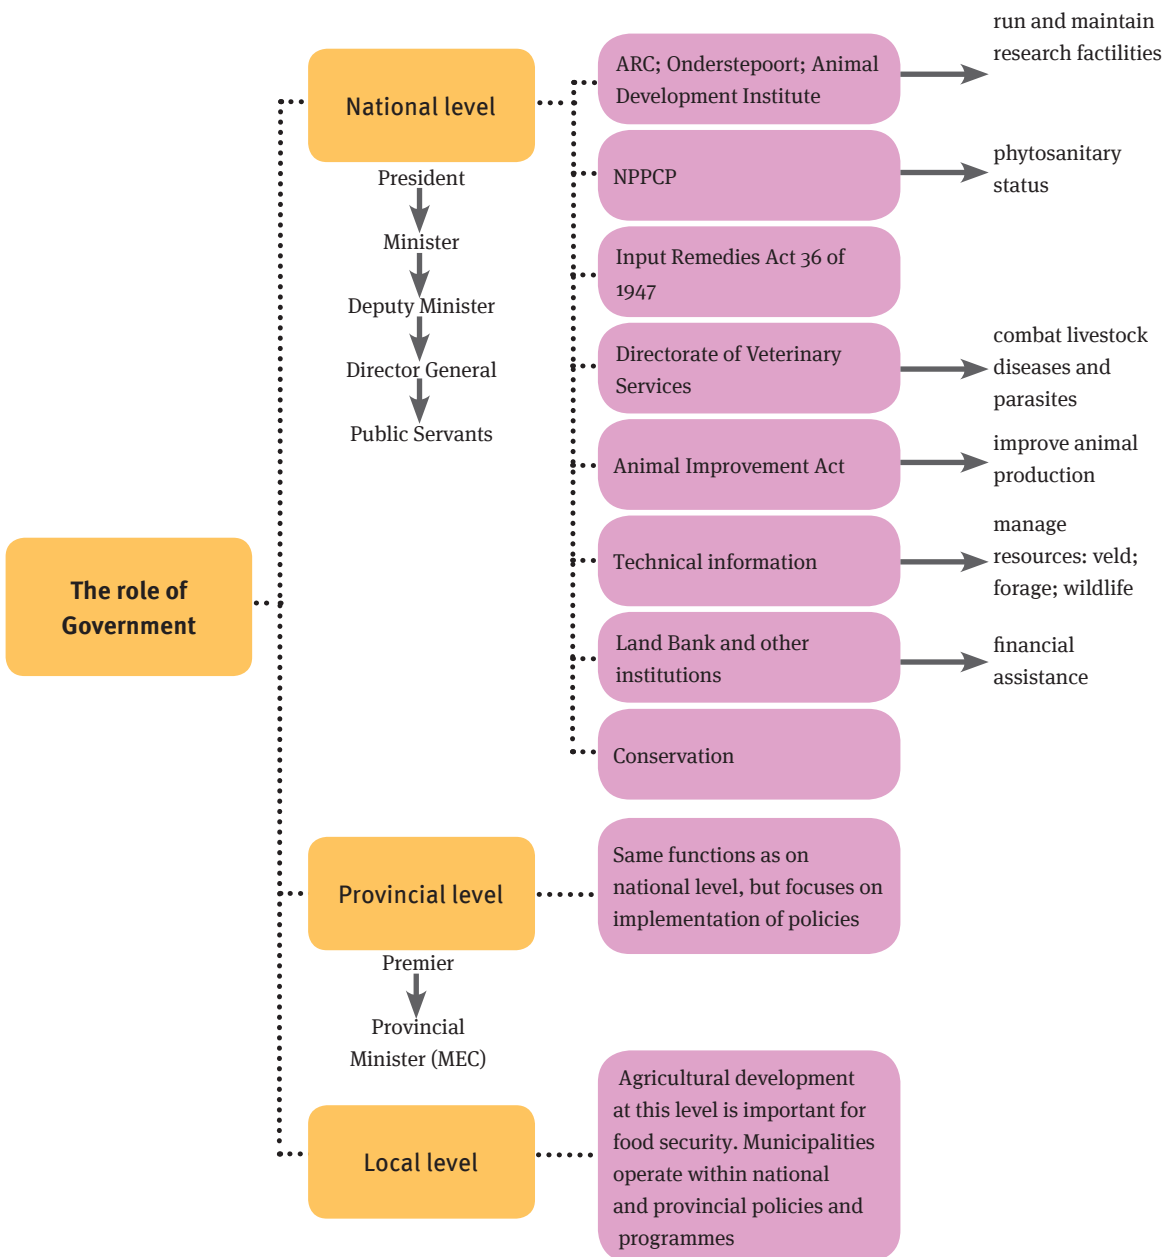 The role of
Government
National level
President
Minister
Deputy Minister
Director General
Public Servants
ARC; Onderstepoort; Animal
Development Institute
run and maintain
research factilities
NPPCP
phytosanitary
status
Input Remedies Act 36 of
1947
Directorate of Veterinary
Services
combat livestock
diseases and
parasites
Animal Improvement Act
improve animal
production
Technical information
manage
resources: veld;
forage; wildlife
Land Bank and other
institutions
financial
assistance
Conservation
Provincial level
Premier
Provincial
Minister (MEC)
Same functions as on
national level, but focuses on
implementation of policies
Local level
Agricultural development
at this level is important for
food security. Municipalities
operate within national
and provincial policies and
programmes